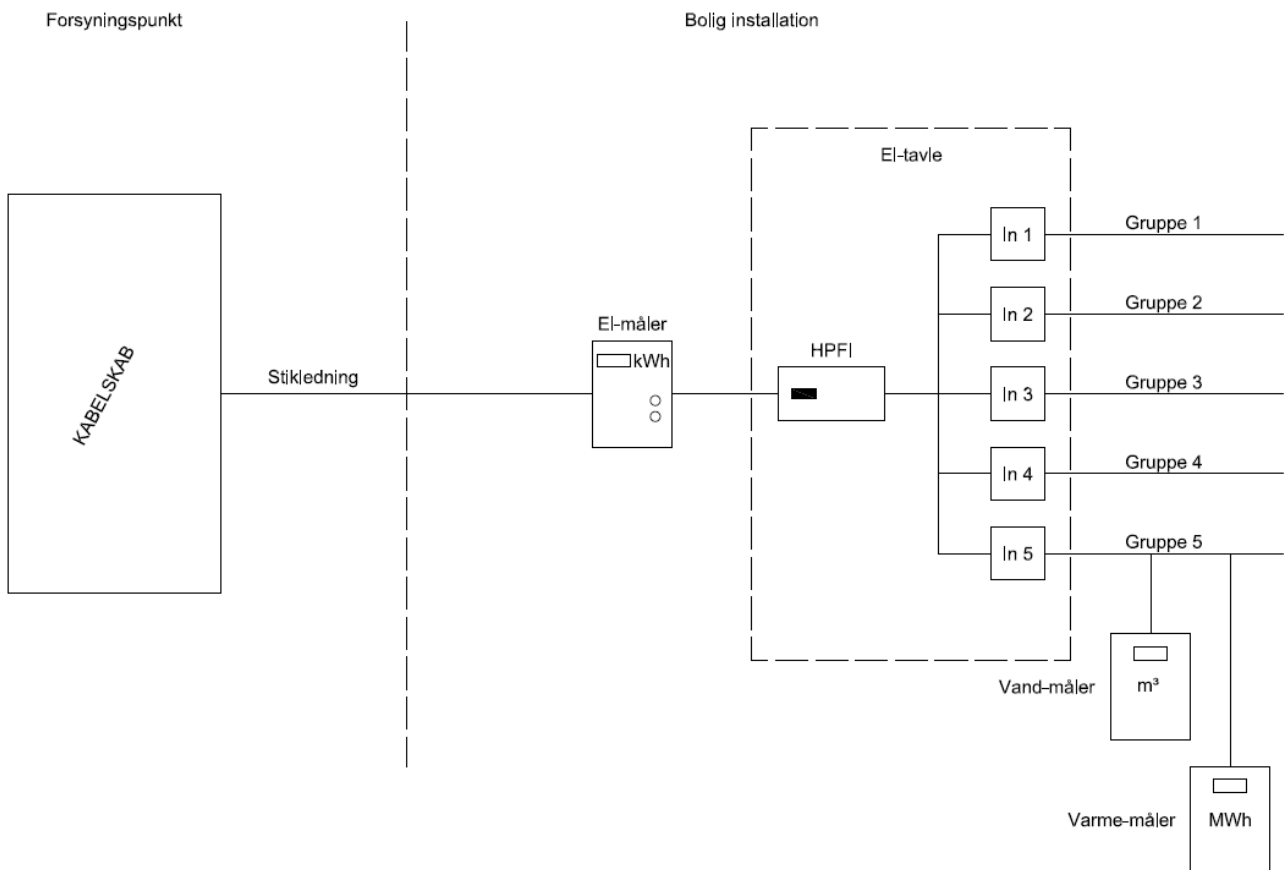 Forsyningspunkt
Bolig installation
El-tavle
In 1
Gruppe 1
In 2
Gruppe 2
El-måler
kWh
HPFI
KABELSKAB
Stikledning
In 3
Gruppe 3
In 4
Gruppe 4
In 5
Gruppe 5
Vand-måler
m³
Varme-måler
MWh